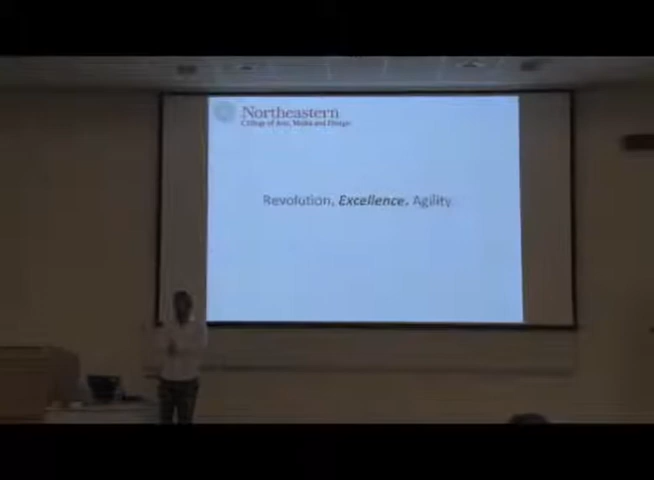 Northeastern
College of Arts, Media and Design
Revolution, Excellence, Agility